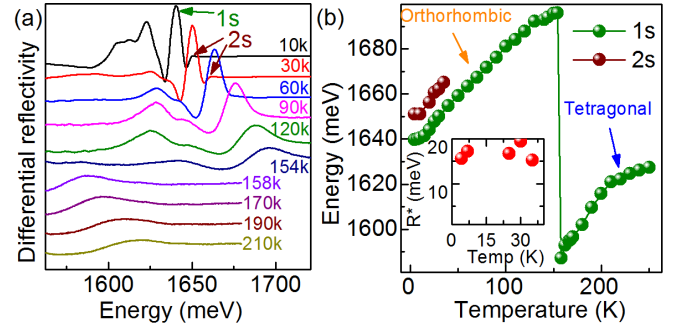 (a)
1s
2s
10k
30k
60k
90k
120k
154k
158k
170k
190k
210k
Differential reflectivity
1600 1650 1700
Energy (meV)
(b)
Orthorhombic
1s
2s
Tetragonal
Energy (meV)
1680
1640
1620
1600
R* (meV)
20
10
0
0 15 30
Temp (K)
0 100 200
Temperature (K)